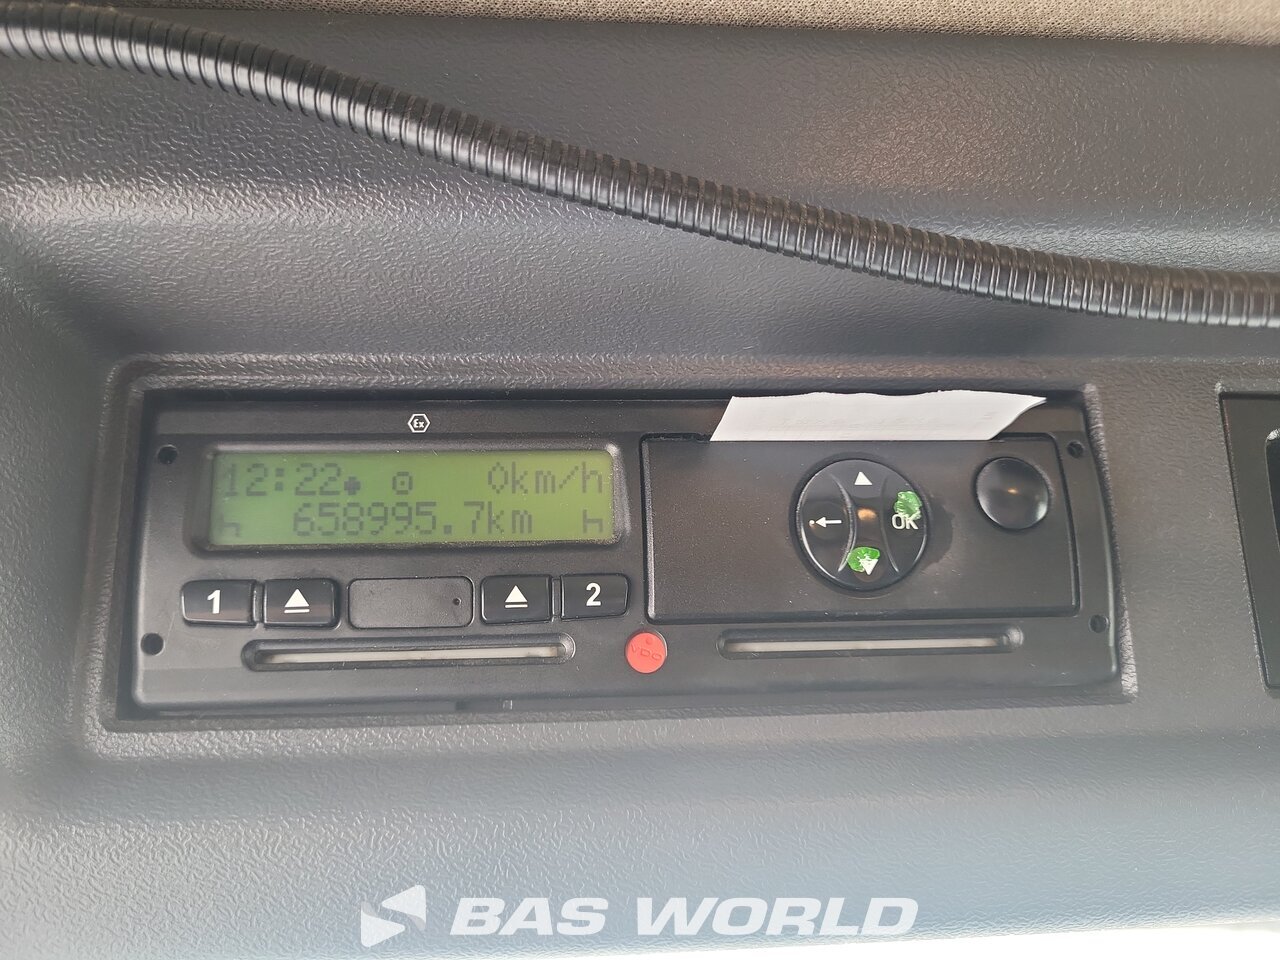 Ex
12:22 0km/h
658995.7km
1
2
OK
VDO
BAS WORLD